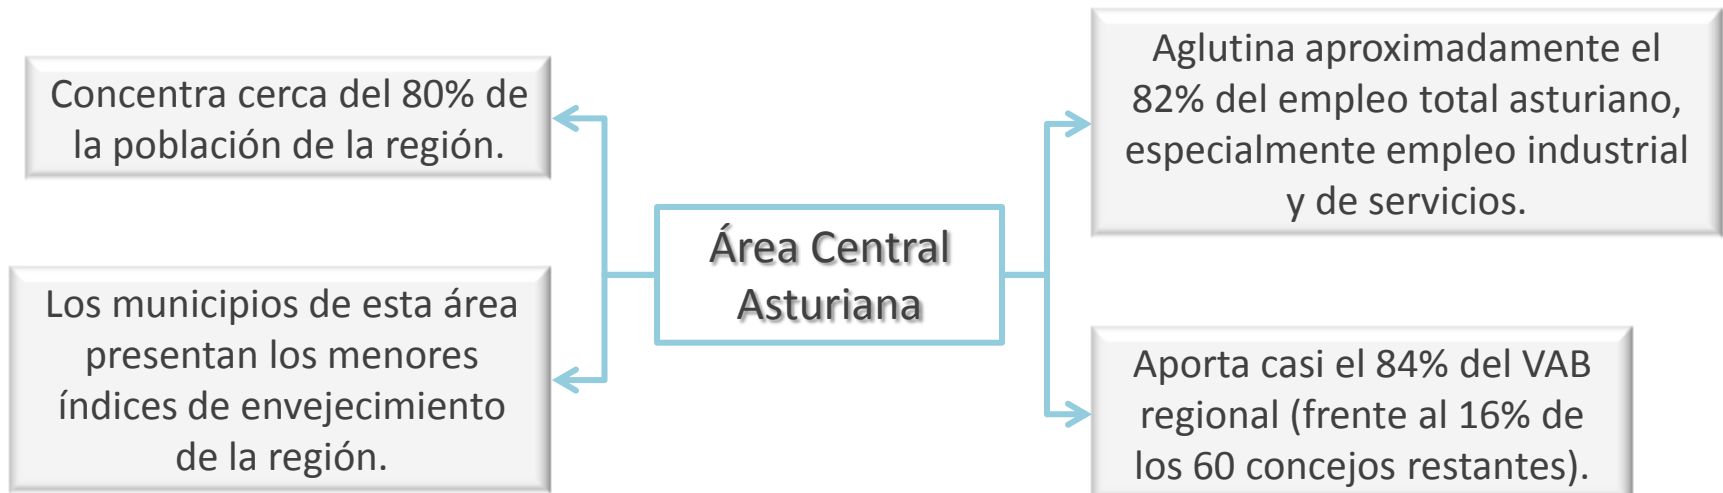 Concentra cerca del 80% de
la población de la región.
Los municipios de esta área
presentan los menores
índices de envejecimiento
de la región.
Área Central
Asturiana
Aglutina aproximadamente el
82% del empleo total asturiano,
especialmente empleo industrial
y de servicios.
Aporta casi el 84% del VAB
regional (frente al 16% de
los 60 concejos restantes).